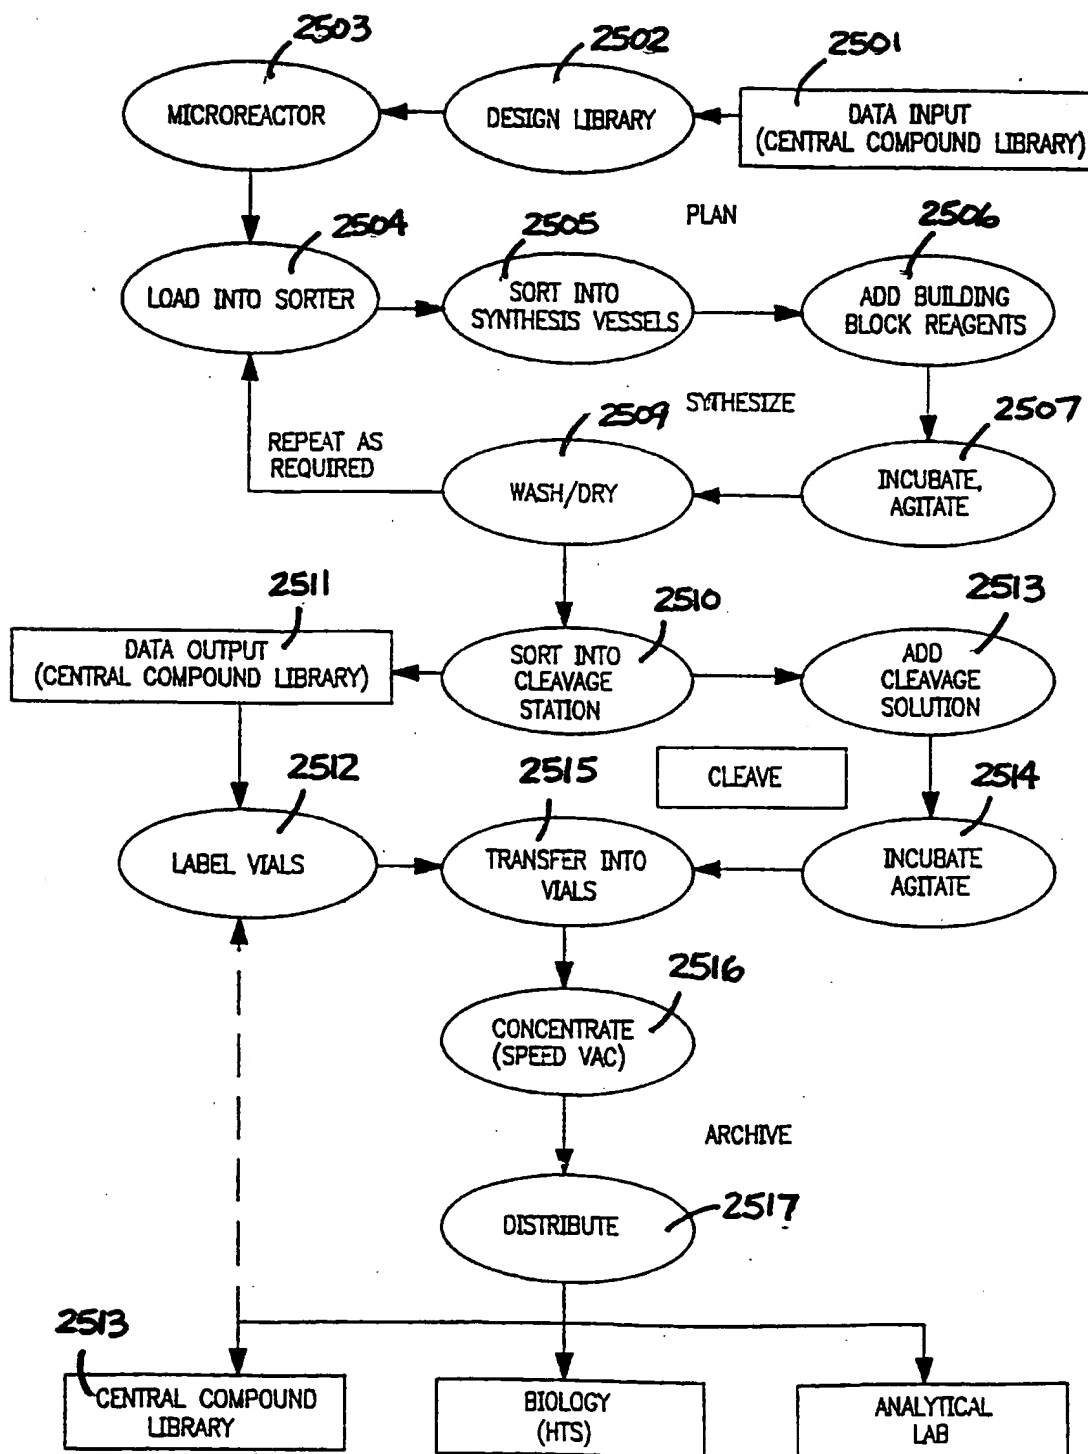 2503
2502
2501
MICROREACTOR
DESIGN LIBRARY
DATA INPUT
(CENTRAL COMPOUND LIBRARY)
PLAN
2504
2505
2506
LOAD INTO SORTER
SORT INTO
SYNTHESIS VESSELS
ADD BUILDING
BLOCK REAGENTS
SYTHESIZE
2509
2507
REPEAT AS
REQUIRED
WASH/DRY
INCUBATE,
AGITATE
2511
2510
2513
DATA OUTPUT
(CENTRAL COMPOUND LIBRARY)
SORT INTO
CLEAVAGE
STATION
ADD
CLEAVAGE
SOLUTION
2512
2515
CLEAVE
2514
LABEL VIALS
TRANSFER INTO
VIALS
INCUBATE
AGITATE
2516
CONCENTRATE
(SPEED VAC)
ARCHIVE
DISTRIBUTE
2517
2513
CENTRAL COMPOUND
LIBRARY
BIOLOGY
(HTS)
ANALYTICAL
LAB